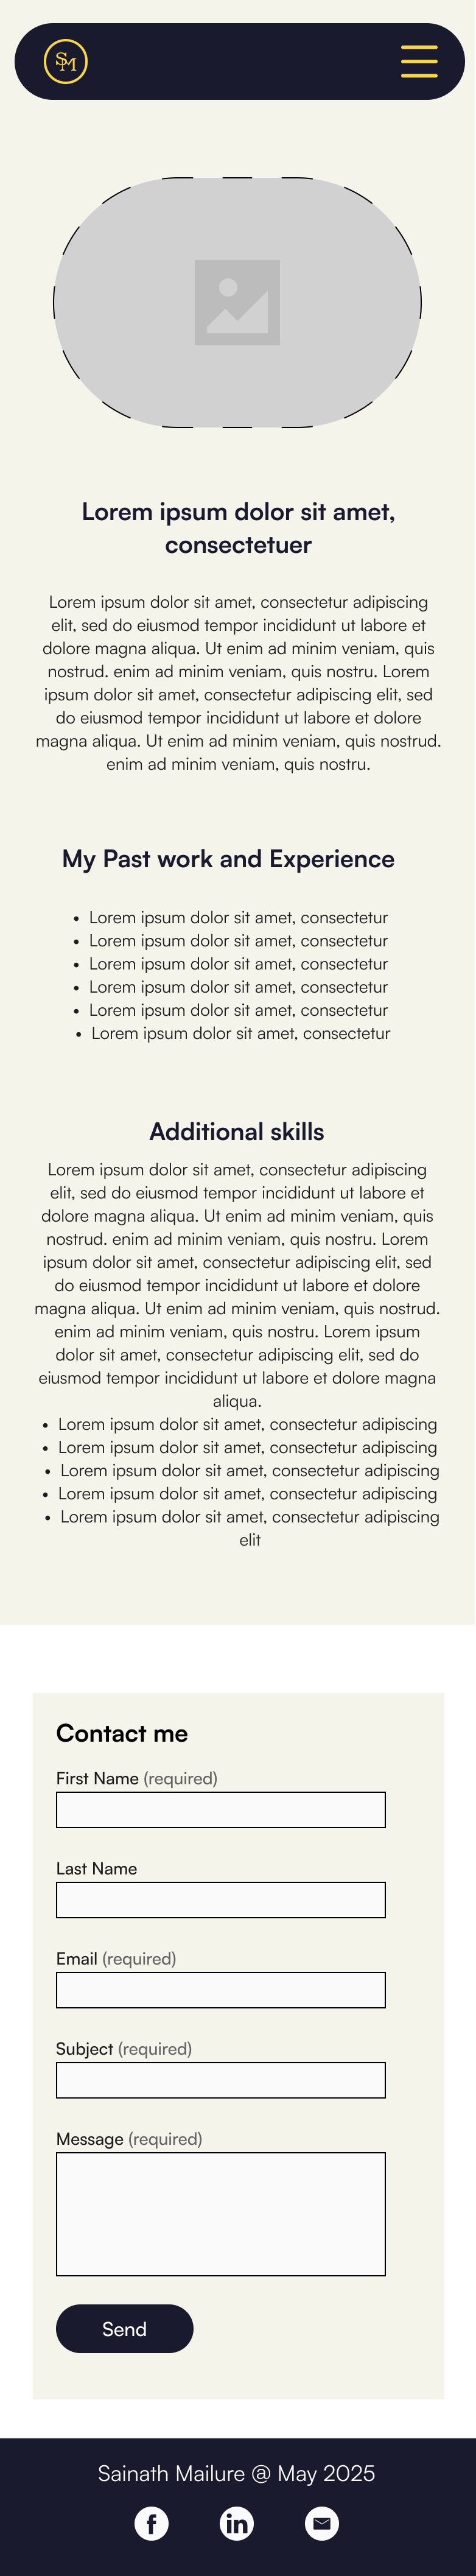 SM
Lorem ipsum dolor sit amet,
consectetuer
Lorem ipsum dolor sit amet, consectetur adipiscing
elit, sed do eiusmod tempor incididunt ut labore et
dolore magna aliqua. Ut enim ad minim veniam, quis
nostrud. enim ad minim veniam, quis nostru. Lorem
ipsum dolor sit amet, consectetur adipiscing elit, sed
do eiusmod tempor incididunt ut labore et dolore
magna aliqua. Ut enim ad minim veniam, quis nostrud.
enim ad minim veniam, quis nostru.
My Past work and Experience
• Lorem ipsum dolor sit amet, consectetur
• Lorem ipsum dolor sit amet, consectetur
• Lorem ipsum dolor sit amet, consectetur
• Lorem ipsum dolor sit amet, consectetur
• Lorem ipsum dolor sit amet, consectetur
• Lorem ipsum dolor sit amet, consectetur
Additional skills
Lorem ipsum dolor sit amet, consectetur adipiscing
elit, sed do eiusmod tempor incididunt ut labore et
dolore magna aliqua. Ut enim ad minim veniam, quis
nostrud. enim ad minim veniam, quis nostru. Lorem
ipsum dolor sit amet, consectetur adipiscing elit, sed
do eiusmod tempor incididunt ut labore et dolore
magna aliqua. Ut enim ad minim veniam, quis nostrud.
enim ad minim veniam, quis nostru. Lorem ipsum
dolor sit amet, consectetur adipiscing elit, sed do
eiusmod tempor incididunt ut labore et dolore magna
aliqua.
• Lorem ipsum dolor sit amet, consectetur adipiscing
• Lorem ipsum dolor sit amet, consectetur adipiscing
• Lorem ipsum dolor sit amet, consectetur adipiscing
• Lorem ipsum dolor sit amet, consectetur adipiscing
• Lorem ipsum dolor sit amet, consectetur adipiscing
elit
Contact me
First Name (required)
Last Name
Email (required)
Subject (required)
Message (required)
Send
Sainath Mailure @ May 2025
f in